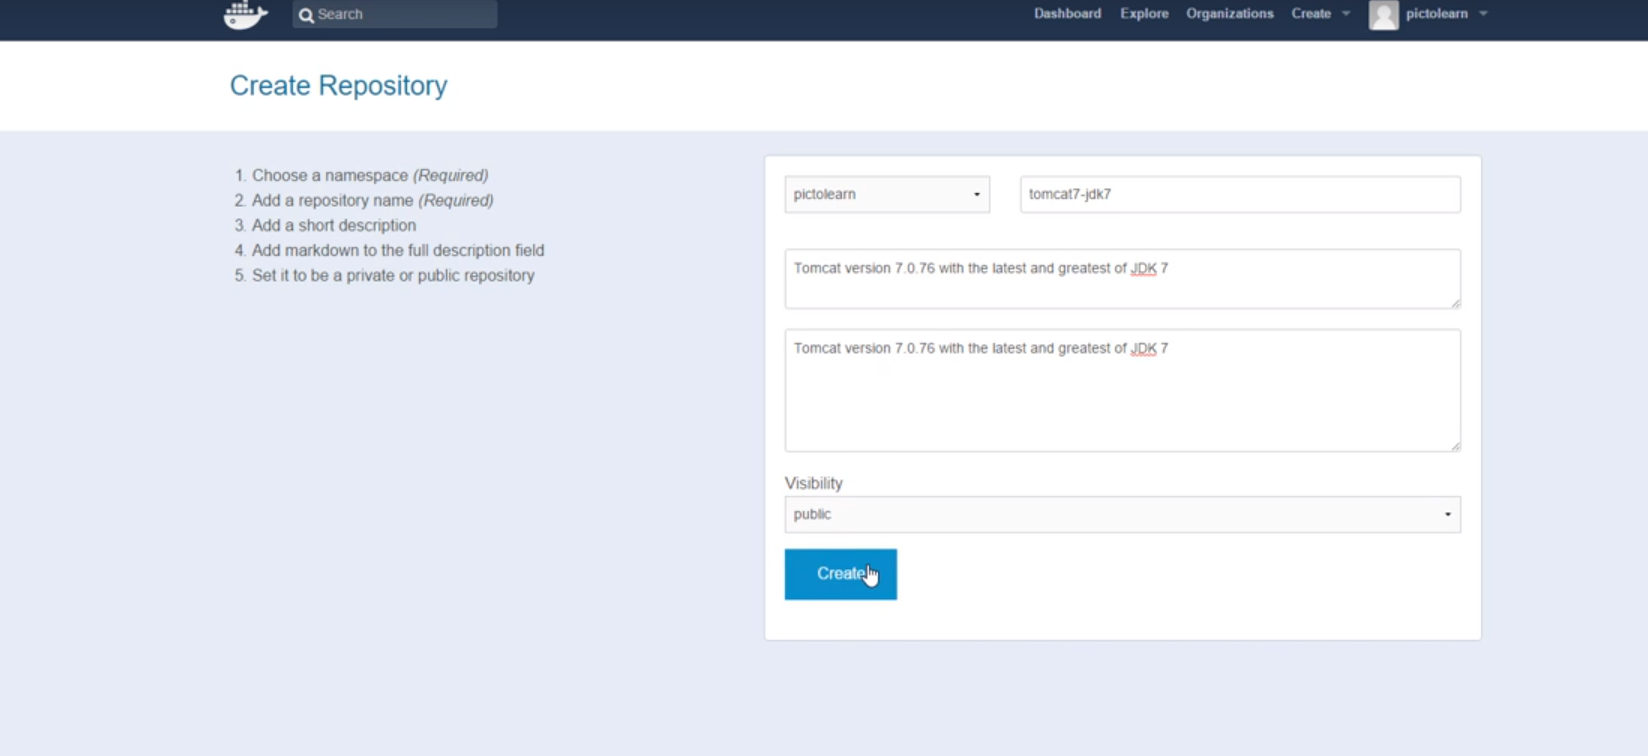 Search
Dashboard Explore Organizations Create pictolearn
Create Repository
1. Choose a namespace (Required)
2. Add a repository name (Required)
3. Add a short description
4. Add markdown to the full description field
5. Set it to be a private or public repository
pictolearn tomcat7-jdk7
Tomcat version 7.0.76 with the latest and greatest of JDK 7
Tomcat version 7.0.76 with the latest and greatest of JDK 7
Visibility
public
Create